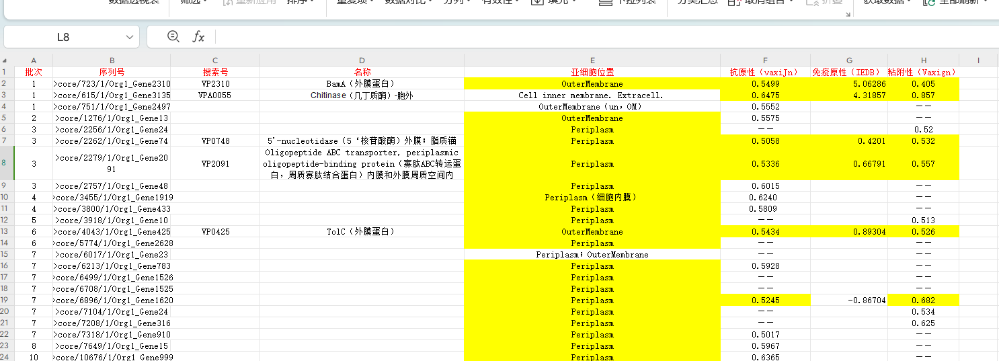 数据透视表 筛选 重新应用 排序 重复项 数据对比 分列 有效性 填充 下拉列表 分类汇总 取消组合 折叠 获取数据 全部刷新
L8 fx
A B C D E F G H I
1 批次 序列号 搜索号 名称 亚细胞位置 抗原性（vaxiJn） 免疫原性（IEDB） 粘附性（Vaxign）
2 1 >core/723/1/Org1_Gene2310 VP2310 BamA（外膜蛋白） OuterMembrane 0.5499 5.06286 0.405
3 1 >core/615/1/Org1_Gene3135 VPA0055 Chitinase（几丁质酶）-胞外 Cell inner membrane. Extracell. 0.6475 4.31857 0.857
4 1 >core/751/1/Org1_Gene2497 OuterMembrane（un，OM） 0.5552 --
5 2 >core/1276/1/Org1_Gene13 OuterMembrane 0.5575 --
6 3 >core/2256/1/Org1_Gene24 Periplasm -- 0.52
7 3 >core/2262/1/Org1_Gene74 VP0748 5'-nucleotidase（5‘核苷酸酶）外膜；脂质锚 Periplasm 0.5058 0.4201 0.532
8 3 >core/2279/1/Org1_Gene20
91 VP2091 Oligopeptide ABC transporter, periplasmic
oligopeptide-binding protein（寡肽ABC转运蛋
白，周质寡肽结合蛋白）内膜和外膜周质空间内 Periplasm 0.5336 0.66791 0.557
9 3 >core/2757/1/Org1_Gene48 Periplasm 0.6015 --
10 4 >core/3455/1/Org1_Gene1919 Periplasm（细胞内膜） 0.6240 --
11 4 >core/3800/1/Org1_Gene433 Periplasm 0.5809 --
12 5 >core/3918/1/Org1_Gene10 Periplasm -- 0.513
13 6 >core/4043/1/Org1_Gene425 VP0425 TolC（外膜蛋白） OuterMembrane 0.5434 0.89304 0.526
14 6 >core/5774/1/Org1_Gene2628 Periplasm -- --
15 7 >core/6017/1/Org1_Gene23 Periplasm；OuterMembrane -- --
16 7 >core/6213/1/Org1_Gene783 Periplasm 0.5928 --
17 7 >core/6499/1/Org1_Gene1526 Periplasm -- --
18 7 >core/6708/1/Org1_Gene1525 Periplasm -- --
19 7 >core/6896/1/Org1_Gene1620 Periplasm 0.5245 -0.86704 0.682
20 7 >core/7104/1/Org1_Gene24 Periplasm -- 0.534
21 7 >core/7208/1/Org1_Gene316 Periplasm -- 0.625
22 7 >core/7318/1/Org1_Gene910 Periplasm 0.5017 --
23 8 >core/7649/1/Org1_Gene15 Periplasm 0.5967 --
24 10 >core/10676/1/Org1_Gene999 Periplasm 0.6365 --